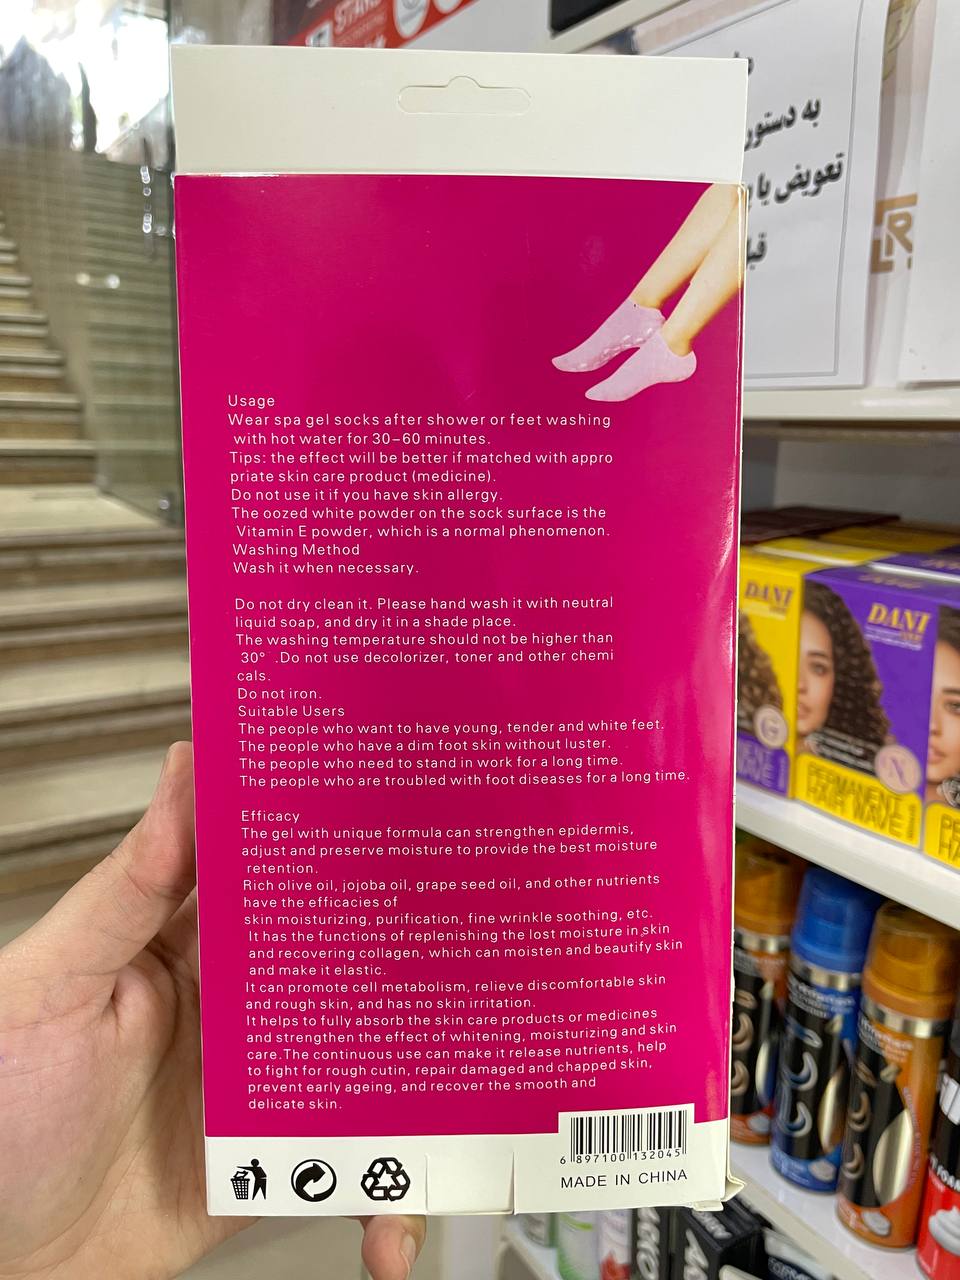 STAN
به دستور
تعویض یا
Usage
Wear spa gel socks after shower or feet washing
with hot water for 30–60 minutes.
Tips: the effect will be better if matched with appro
priate skin care product (medicine).
Do not use it if you have skin allergy.
The oozed white powder on the sock surface is the
Vitamin E powder, which is a normal phenomenon.
Washing Method
Wash it when necessary.
Do not dry clean it. Please hand wash it with neutral
liquid soap, and dry it in a shade place.
The washing temperature should not be higher than
30° .Do not use decolorizer, toner and other chemi
cals.
Do not iron.
Suitable Users
The people who want to have young, tender and white feet.
The people who have a dim foot skin without luster.
The people who need to stand in work for a long time.
The people who are troubled with foot diseases for a long time.
Efficacy
The gel with unique formula can strengthen epidermis,
adjust and preserve moisture to provide the best moisture
retention.
Rich olive oil, jojoba oil, grape seed oil, and other nutrients
have the efficacies of
skin moisturizing, purification, fine wrinkle soothing, etc.
It has the functions of replenishing the lost moisture in skin
and recovering collagen, which can moisten and beautify skin
and make it elastic.
It can promote cell metabolism, relieve discomfortable skin
and rough skin, and has no skin irritation.
It helps to fully absorb the skin care products or medicines
and strengthen the effect of whitening, moisturizing and skin
care.The continuous use can make it release nutrients, help
to fight for rough cutin, repair damaged and chapped skin,
prevent early ageing, and recover the smooth and
delicate skin.
6 897100 132045
MADE IN CHINA
DANI
DANI
PERMANENT
HAIR WAVE